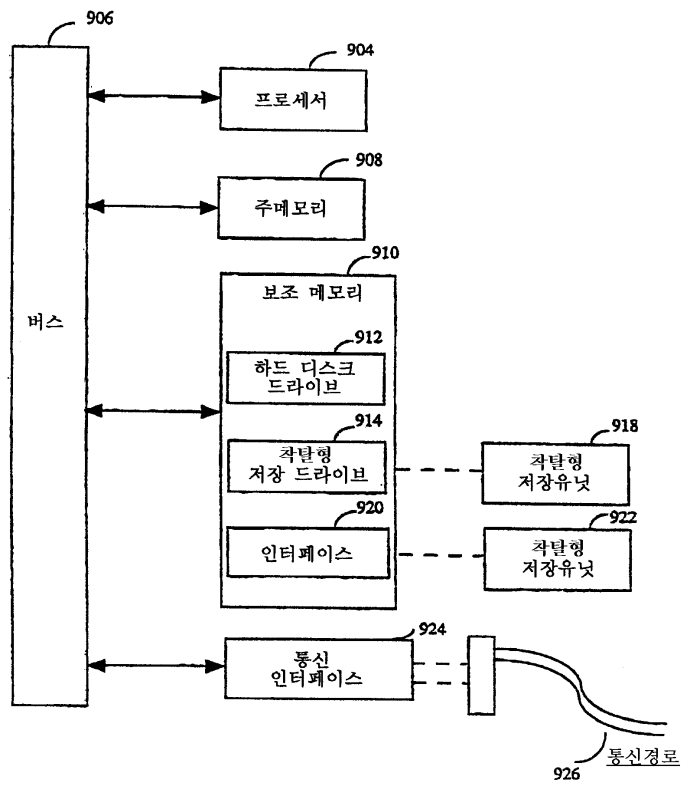 906
904
프로세서
908
주메모리
910
보조 메모리
버스
912
하드 디스크
드라이브
914
착탈형
저장 드라이브
918
착탈형
저장유닛
920
인터페이스
922
착탈형
저장유닛
924
통신
인터페이스
926
통신경로